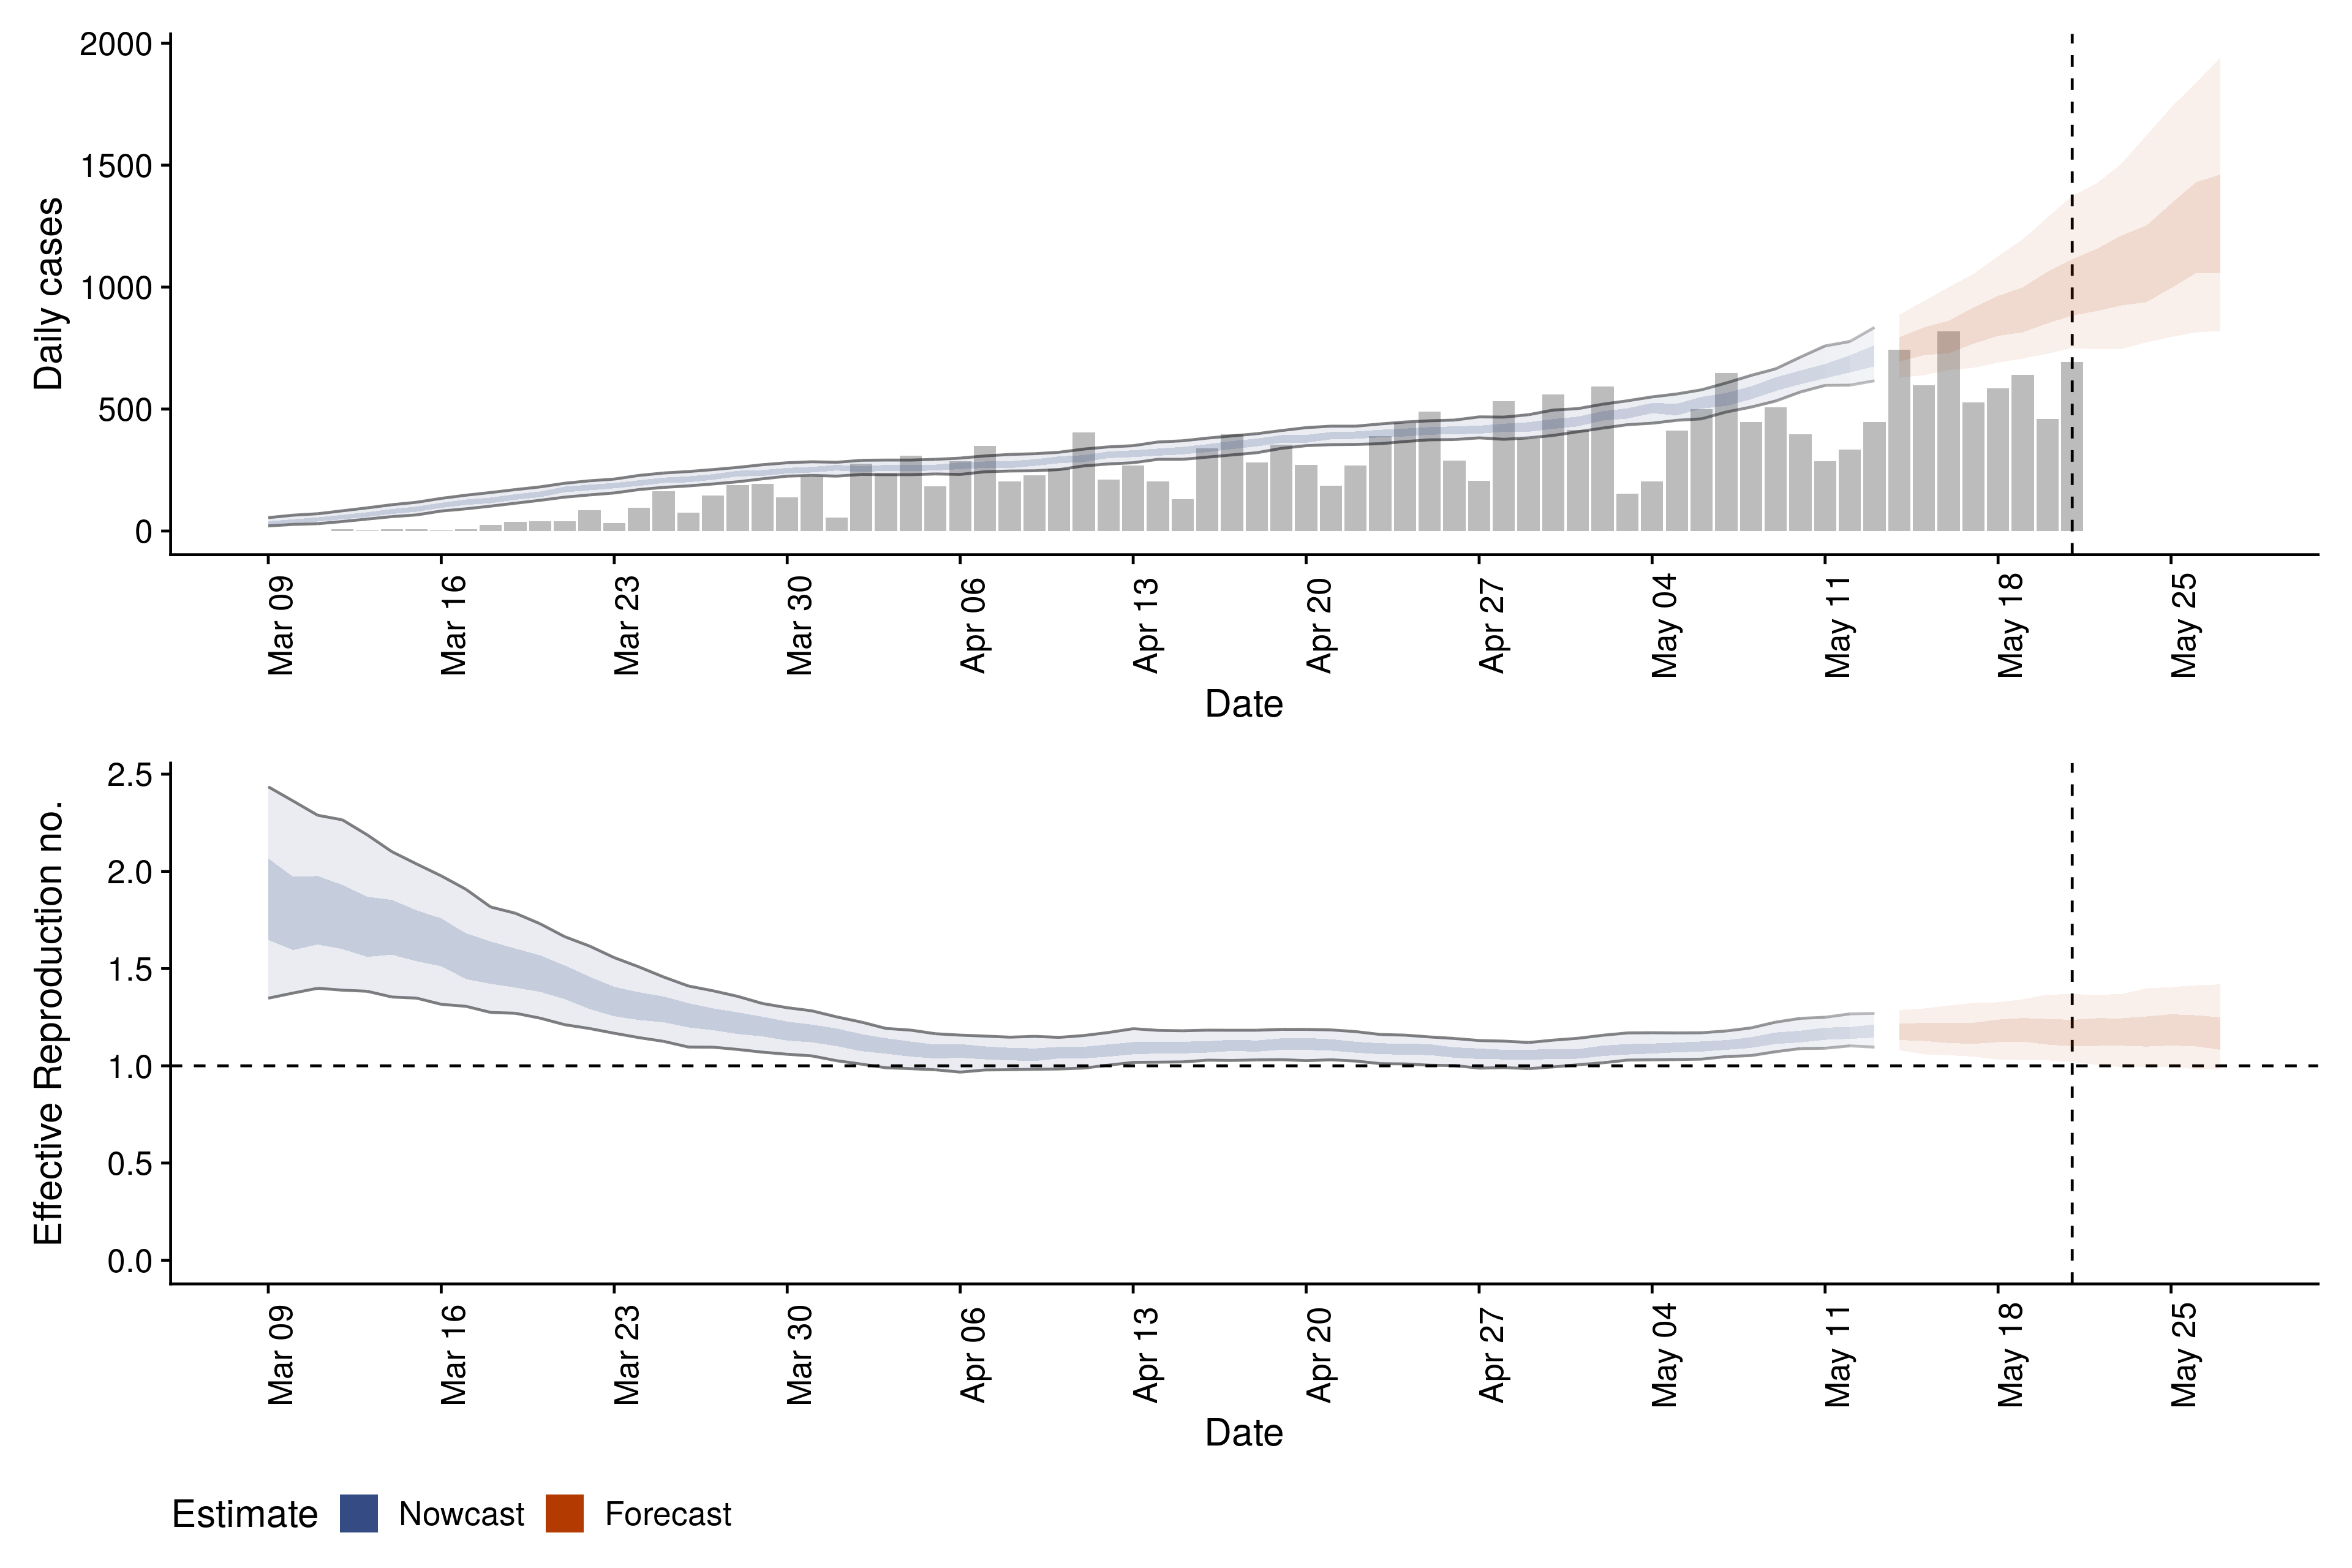 Daily cases
2000
1500
1000
500
0
Mar 09
Mar 16
Mar 23
Mar 30
Apr 06
Apr 13
Apr 20
Apr 27
May 04
May 11
May 18
May 25
Date
Effective Reproduction no.
2.5
2.0
1.5
1.0
0.5
0.0
Mar 09
Mar 16
Mar 23
Mar 30
Apr 06
Apr 13
Apr 20
Apr 27
May 04
May 11
May 18
May 25
Date
Estimate Nowcast Forecast